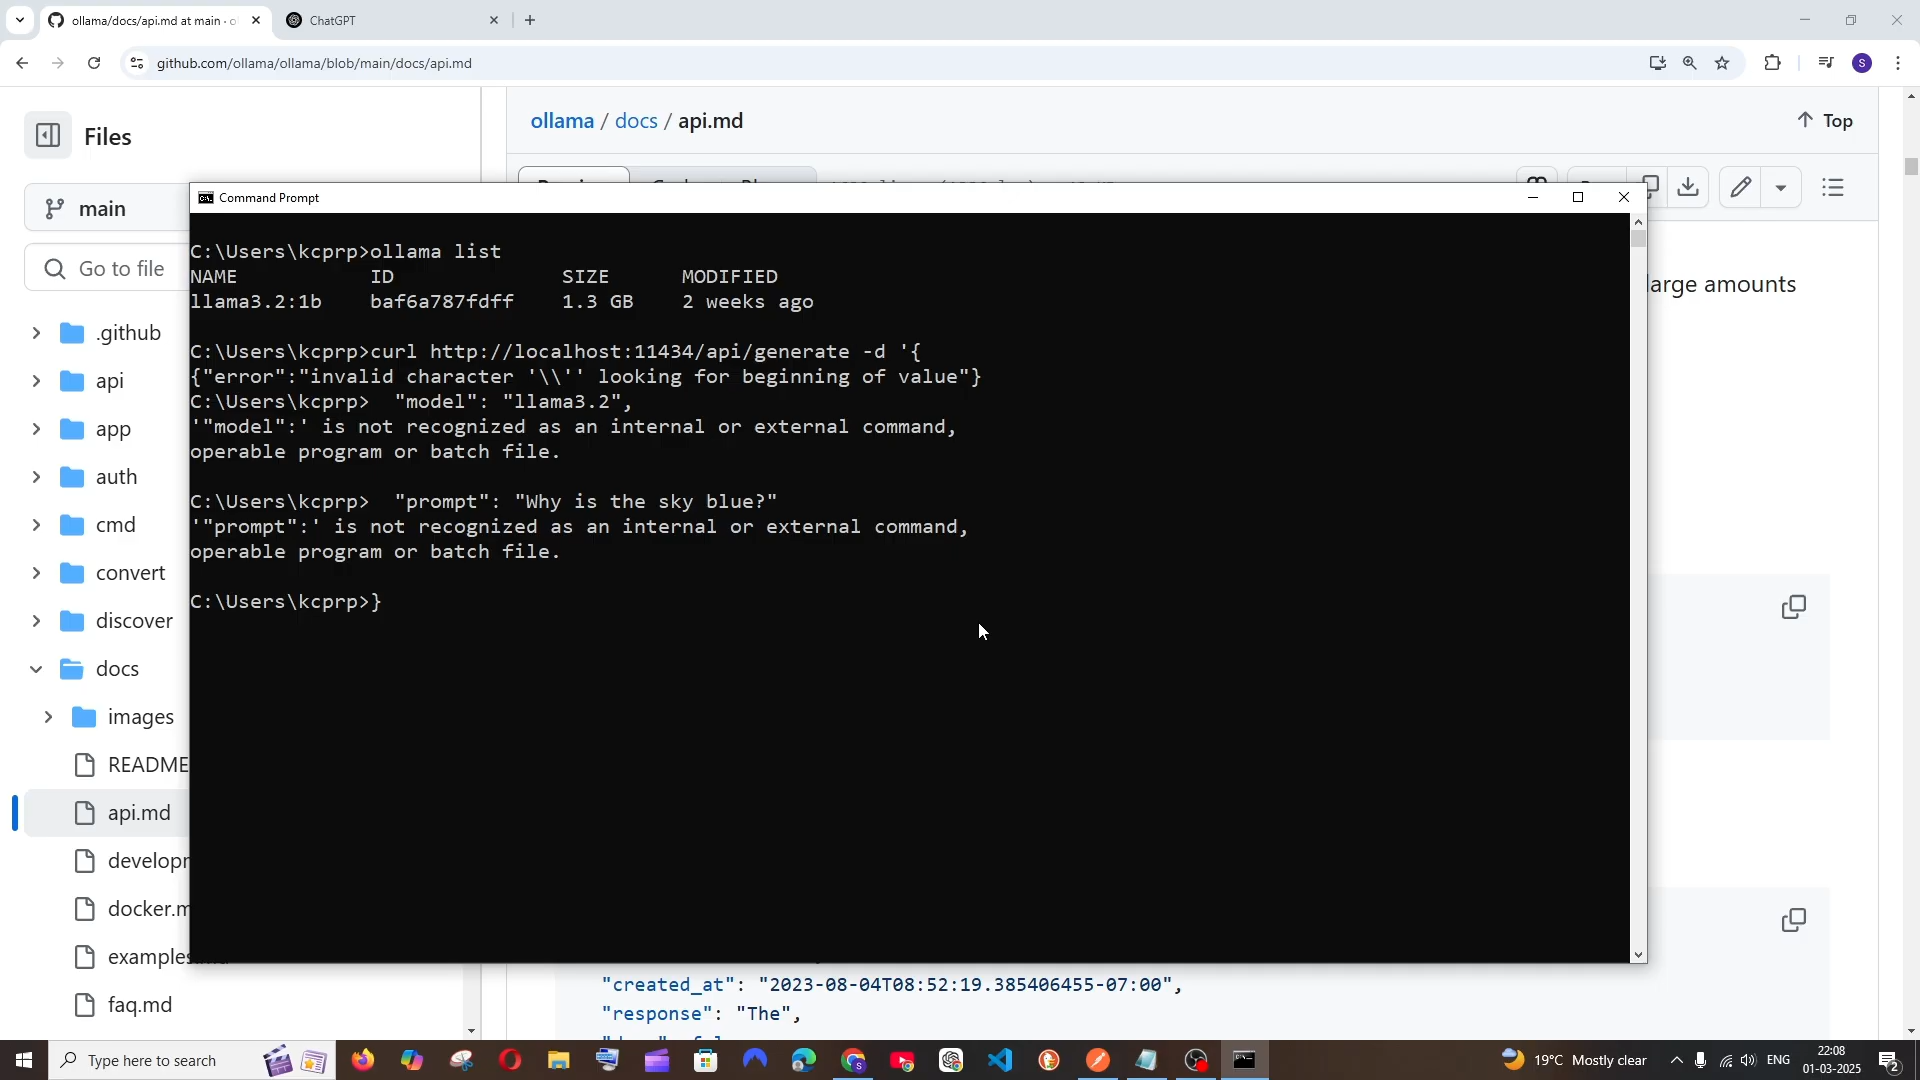 ollama/docs/api.md at main · o
ChatGPT
github.com/ollama/ollama/blob/main/docs/api.md
S
Files
ollama / docs / api.md
Top
main
Go to file
.github
api
app
auth
cmd
convert
discover
docs
images
README
api.md
docker.m
examples
faq.md
large amounts
Command Prompt
C:\Users\kcprp>ollama list
NAME ID SIZE MODIFIED
llama3.2:1b baf6a787fdff 1.3 GB 2 weeks ago
C:\Users\kcprp>curl http://localhost:11434/api/generate -d '{
{"error":"invalid character '\\'' looking for beginning of value"}
C:\Users\kcprp>  "model": "llama3.2",
'"model":' is not recognized as an internal or external command,
operable program or batch file.
C:\Users\kcprp>  "prompt": "Why is the sky blue?"
'"prompt":' is not recognized as an internal or external command,
operable program or batch file.
C:\Users\kcprp>}
"created_at": "2023-08-04T08:52:19.385406455-07:00",
"response": "The",
Type here to search
19°C Mostly clear
ENG
22:08
01-03-2025
2